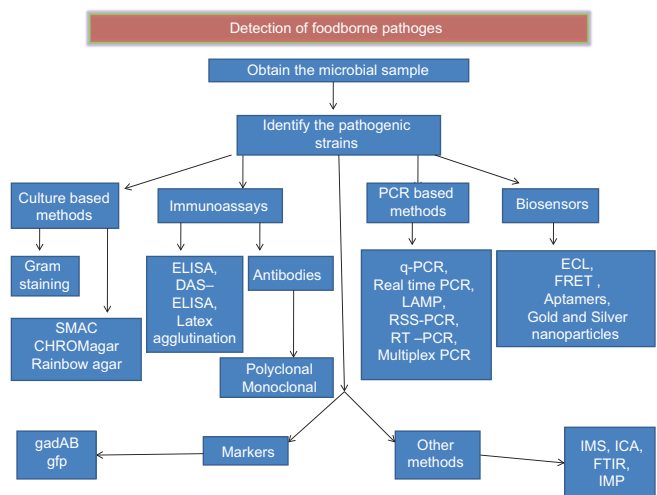 Detection of foodborne pathoges
Obtain the microbial sample
Identify the pathogenic
strains
Culture based
methods
Immunoassays
PCR based
methods
Biosensors
Gram
staining
ELISA,
DAS–
ELISA,
Latex
agglutination
Antibodies
q-PCR,
Real time PCR,
LAMP,
RSS-PCR,
RT –PCR,
Multiplex PCR
ECL,
FRET ,
Aptamers,
Gold and Silver
nanoparticles
SMAC
CHROMagar
Rainbow agar
Polyclonal
Monoclonal
gadAB
gfp
Markers
Other
methods
IMS, ICA,
FTIR,
IMP